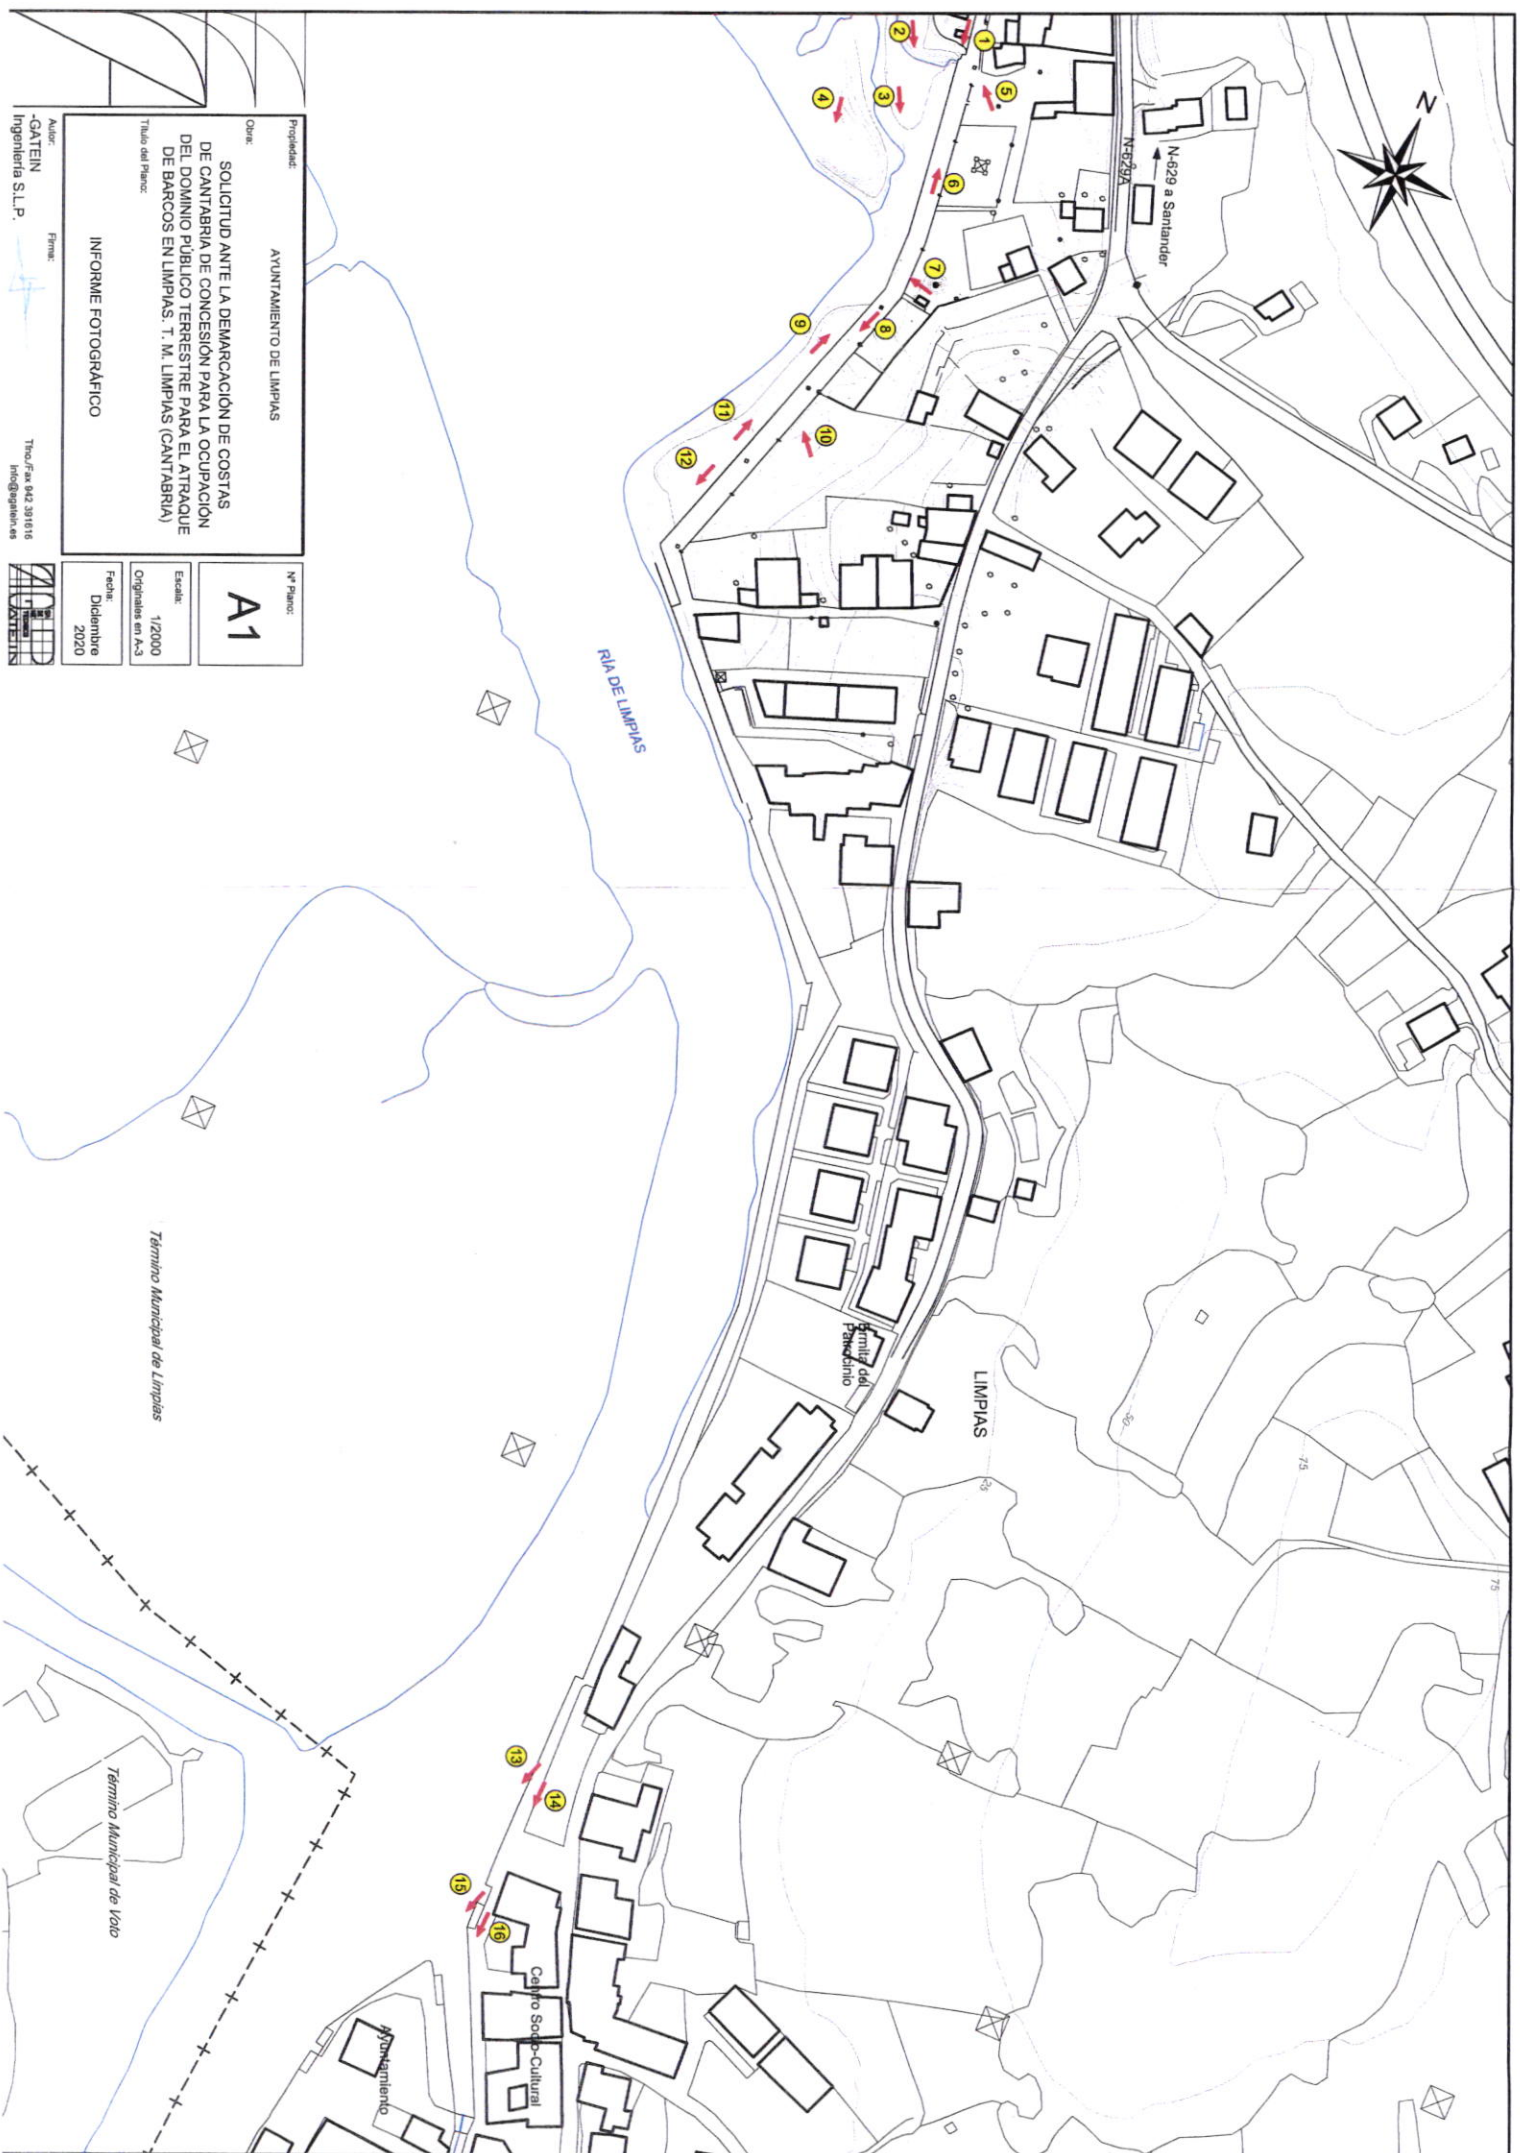 Propiedad:
AYUNTAMIENTO DE LIMPIAS
Obra:
SOLICITUD ANTE LA DEMARCACIÓN DE COSTAS
DE CANTABRIA DE CONCESIÓN PARA LA OCUPACIÓN
DEL DOMINIO PÚBLICO TERRESTRE PARA EL ATRAQUE
DE BARCOS EN LIMPIAS. T. M. LIMPIAS (CANTABRIA)
Título del Plano:
INFORME FOTOGRÁFICO
Nº Plano:
A1
Escala:
1/2000
Originales en A-3
Fecha:
Diciembre
2020
Autor:
-GATEIN
Ingeniería S.L.P.
Firma:
Tfno./Fax 942 391616
info@agatein.es
N
N-629 a Santander
N-629A
1
2
3
4
5
6
7
8
9
10
11
12
13
14
15
16
RÍA DE LIMPIAS
LIMPIAS
Ermita del
Patrocinio
50
25
75
75
Término Municipal de Limpias
Término Municipal de Voto
Centro Socio-Cultural
Ayuntamiento